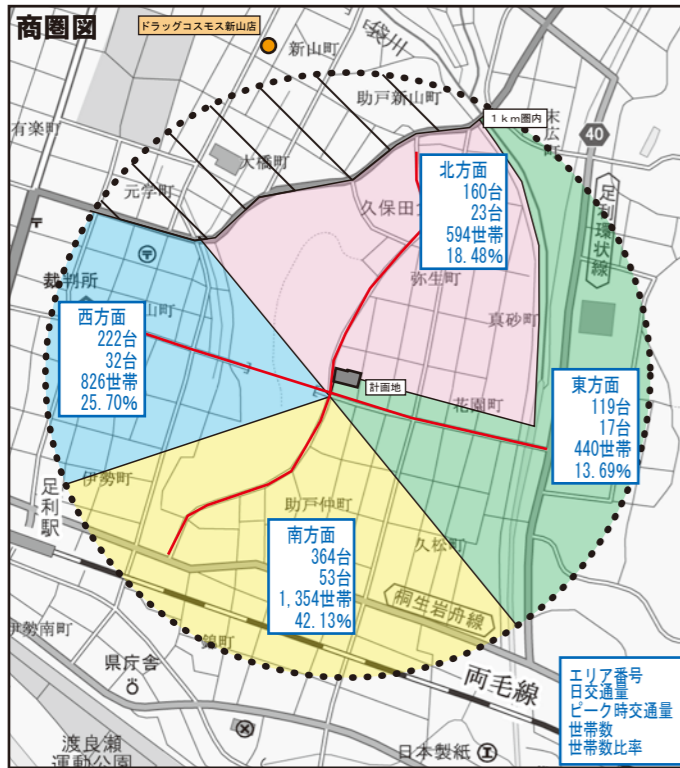 商圏図
ドラッグコスモス新山店
新山町
袋州
助戸新山町
有楽町
1km圏内
末広町
40
大橋町
元学町
足利環状線
北方面
160台
23台
594世帯
18.48%
久保田
弥生町
裁判所
山町
真砂町
西方面
222台
32台
826世帯
25.70%
計画地
花園町
東方面
119台
17台
440世帯
13.69%
伊勢町
足利駅
助戸仲町
久松町
南方面
364台
53台
1,354世帯
42.13%
桐生岩舟線
伊勢南町
錦町
県庁舎
両毛線
エリア番号
日交通量
ピーク時交通量
世帯数
世帯数比率
渡良瀬
運動公園
日本製紙